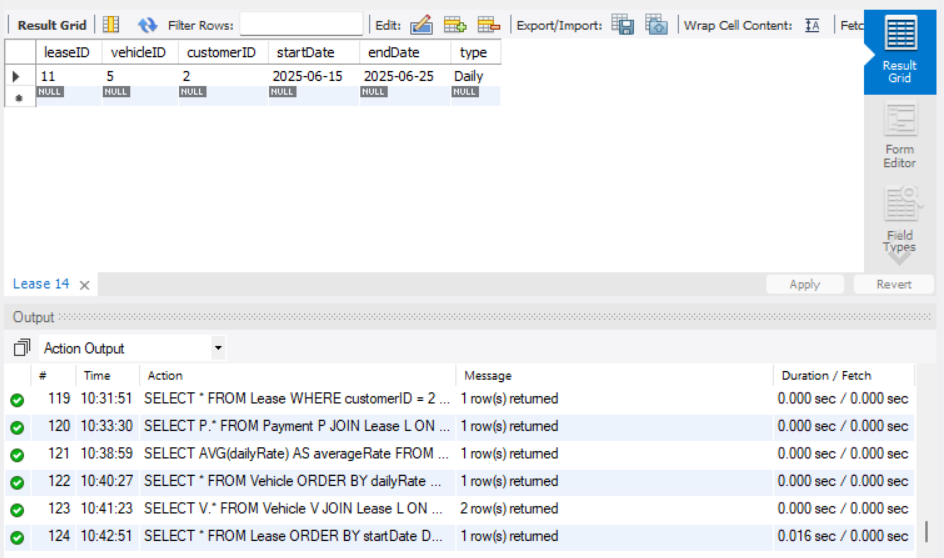 Result Grid Filter Rows: Edit: Export/Import: Wrap Cell Content: Fetc
leaseID vehicleID customerID startDate endDate type
11 5 2 2025-06-15 2025-06-25 Daily
NULL NULL NULL NULL NULL NULL
Result
Grid
Form
Editor
Field
Types
Lease 14 Apply Revert
Output
Action Output
# Time Action Message Duration / Fetch
119 10:31:51 SELECT * FROM Lease WHERE customerID = 2 ... 1 row(s) returned 0.000 sec / 0.000 sec
120 10:33:30 SELECT P.* FROM Payment P JOIN Lease L ON ... 1 row(s) returned 0.000 sec / 0.000 sec
121 10:38:59 SELECT AVG(dailyRate) AS averageRate FROM ... 1 row(s) returned 0.000 sec / 0.000 sec
122 10:40:27 SELECT * FROM Vehicle ORDER BY dailyRate ... 1 row(s) returned 0.000 sec / 0.000 sec
123 10:41:23 SELECT V.* FROM Vehicle V JOIN Lease L ON ... 2 row(s) returned 0.000 sec / 0.000 sec
124 10:42:51 SELECT * FROM Lease ORDER BY startDate D... 1 row(s) returned 0.016 sec / 0.000 sec